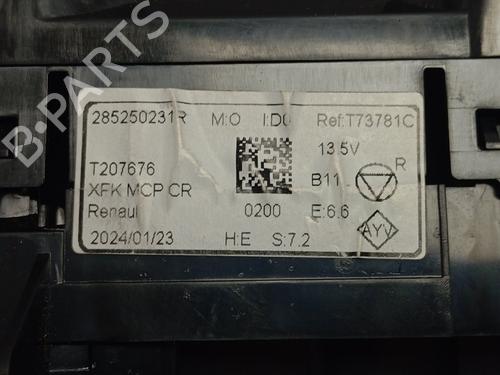 285250231R M:O I:D0 Ref:T73781C
13.5V
T207676 R
B11
XFK MCP CR
Renaul 0200 E:6.6
AYV
2024/01/23 H:E S:7.2
B-PARTS